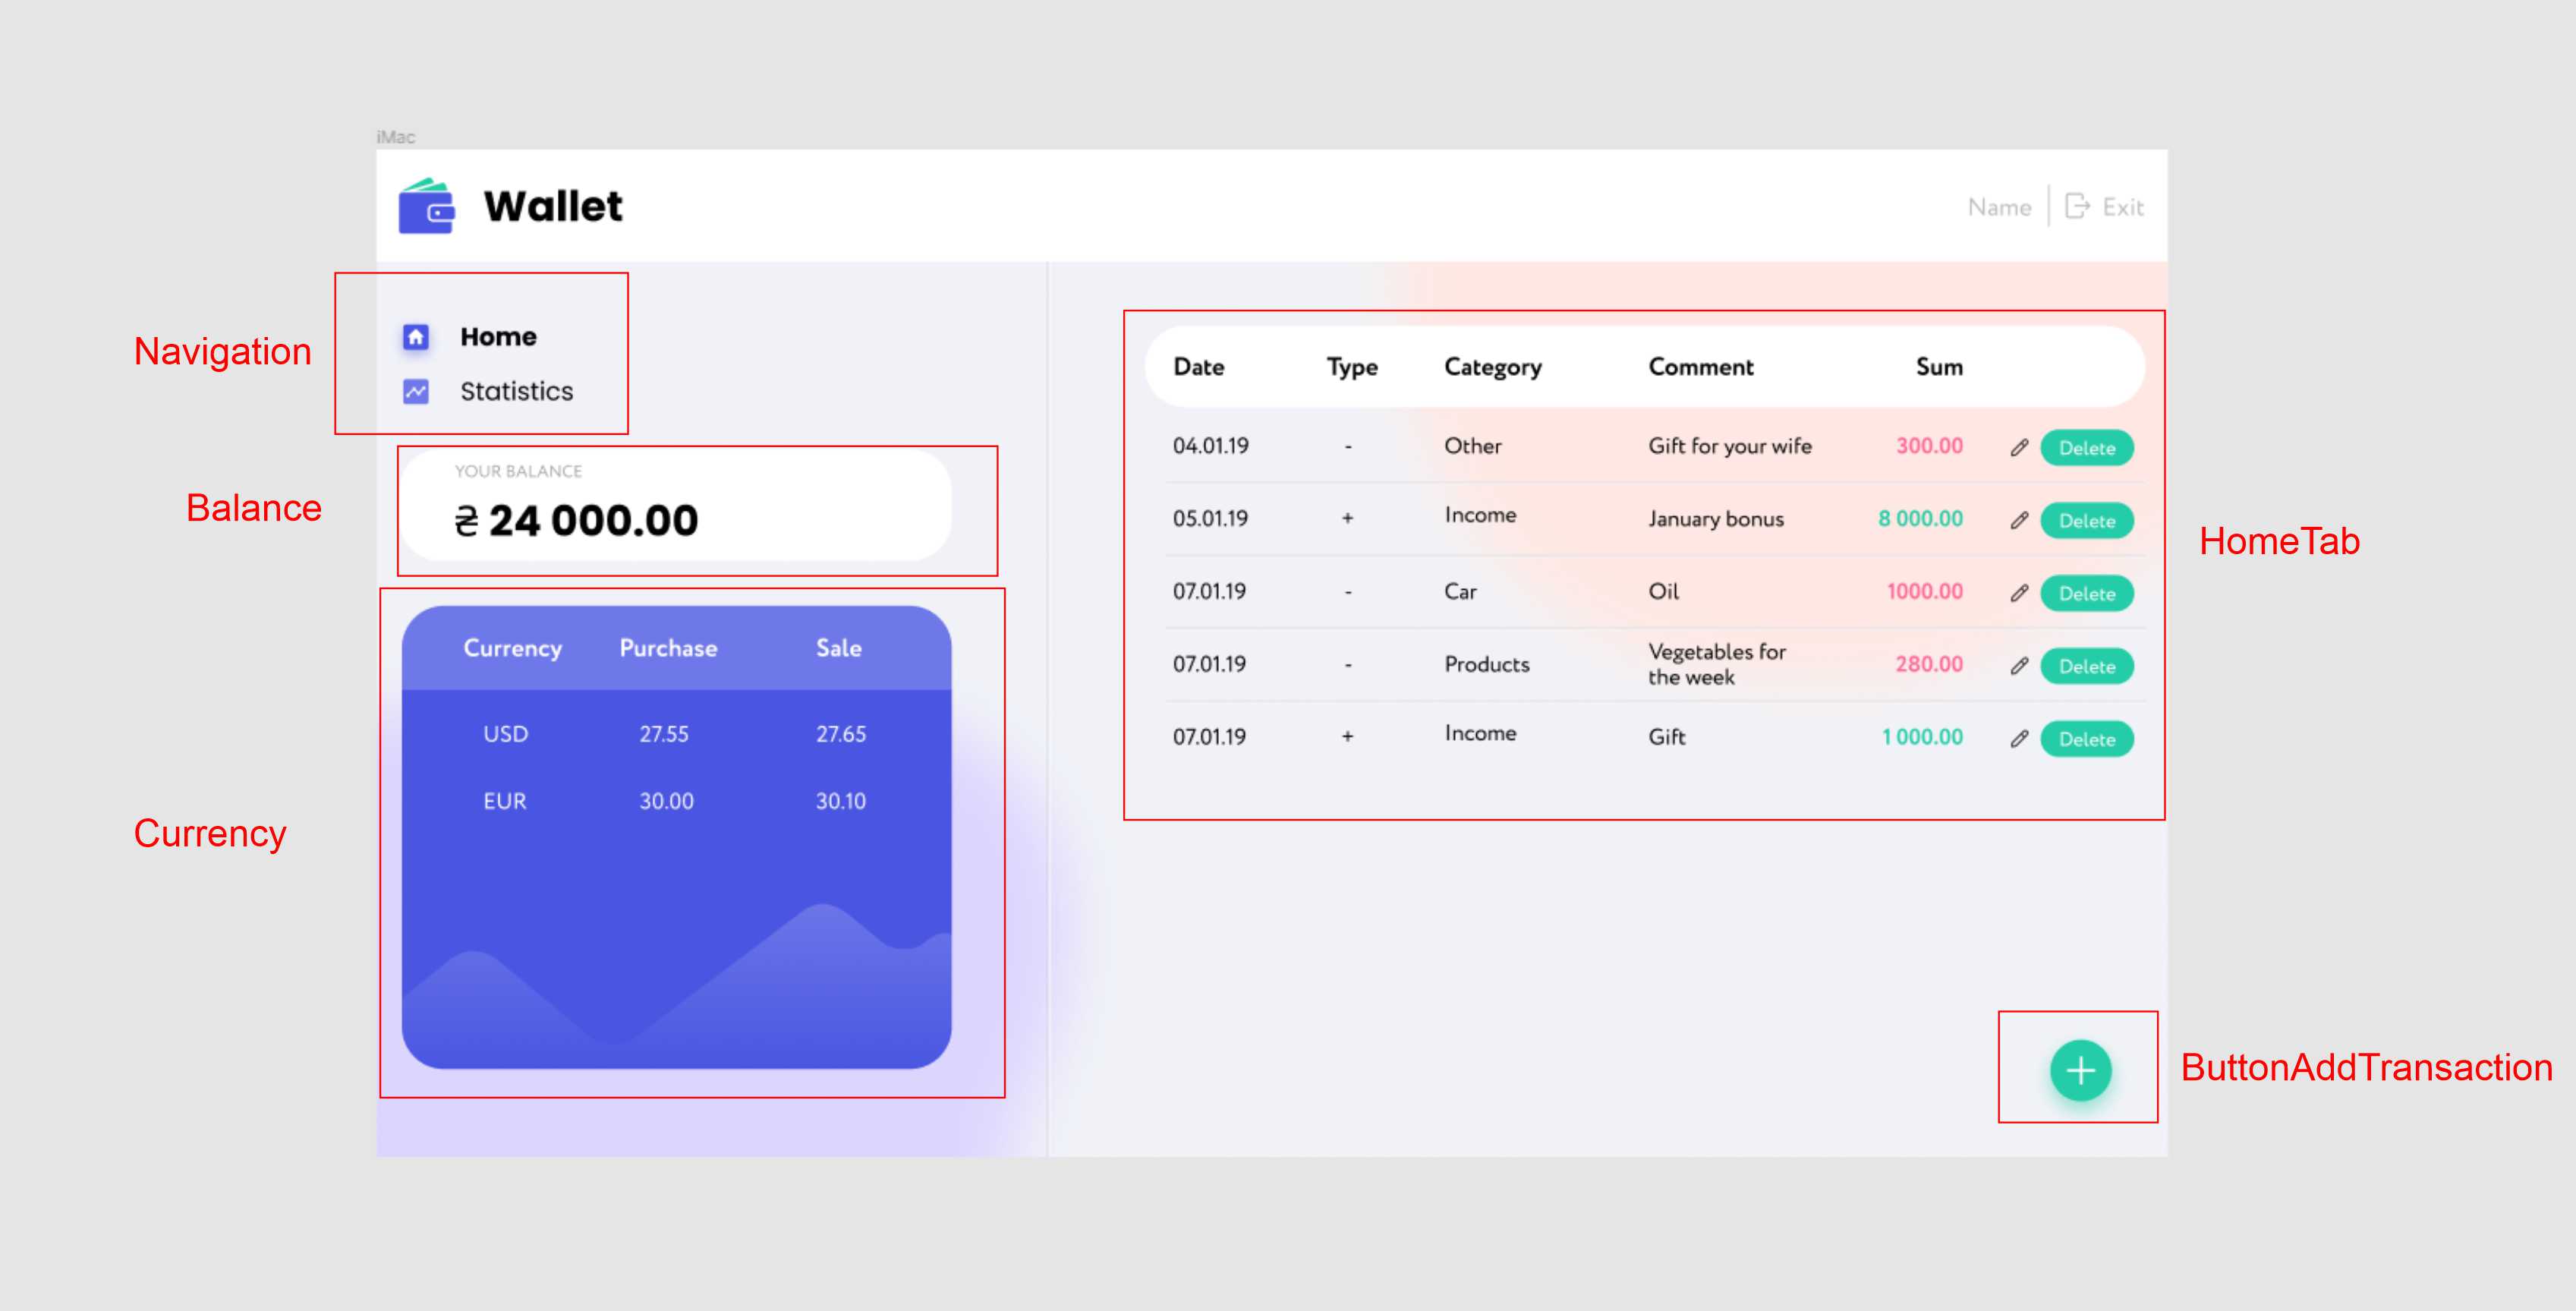 iMac
Wallet
Name
Exit
Navigation
Home
Statistics
Balance
YOUR BALANCE
₴ 24 000.00
Currency
Currency Purchase Sale
USD 27.55 27.65
EUR 30.00 30.10
HomeTab
Date Type Category Comment Sum
04.01.19 - Other Gift for your wife 300.00 Delete
05.01.19 + Income January bonus 8 000.00 Delete
07.01.19 - Car Oil 1000.00 Delete
07.01.19 - Products Vegetables for
the week 280.00 Delete
07.01.19 + Income Gift 1 000.00 Delete
ButtonAddTransaction